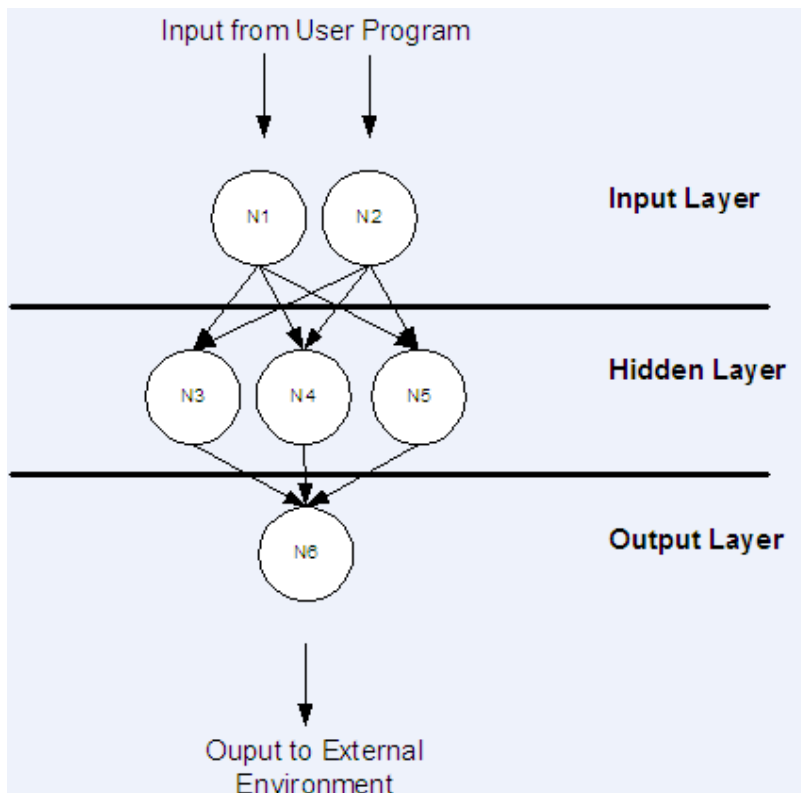 Input from User Program
N1
N2
Input Layer
N3
N4
N5
Hidden Layer
N6
Output Layer
Ouput to External
Environment